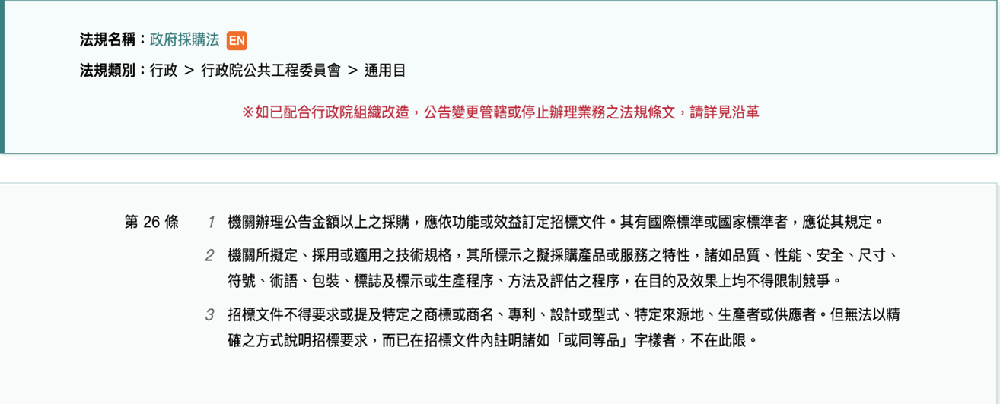 法規名稱：政府採購法 EN
法規類別：行政 ＞ 行政院公共工程委員會 ＞ 通用目
※如已配合行政院組織改造，公告變更管轄或停止辦理業務之法規條文，請詳見沿革
第 26 條 1 機關辦理公告金額以上之採購，應依功能或效益訂定招標文件。其有國際標準或國家標準者，應從其規定。
2 機關所擬定、採用或適用之技術規格，其所標示之擬採購產品或服務之特性，諸如品質、性能、安全、尺寸、
符號、術語、包裝、標誌及標示或生產程序、方法及評估之程序，在目的及效果上均不得限制競爭。
3 招標文件不得要求或提及特定之商標或商名、專利、設計或型式、特定來源地、生產者或供應者。但無法以精
確之方式說明招標要求，而已在招標文件內註明諸如「或同等品」字樣者，不在此限。